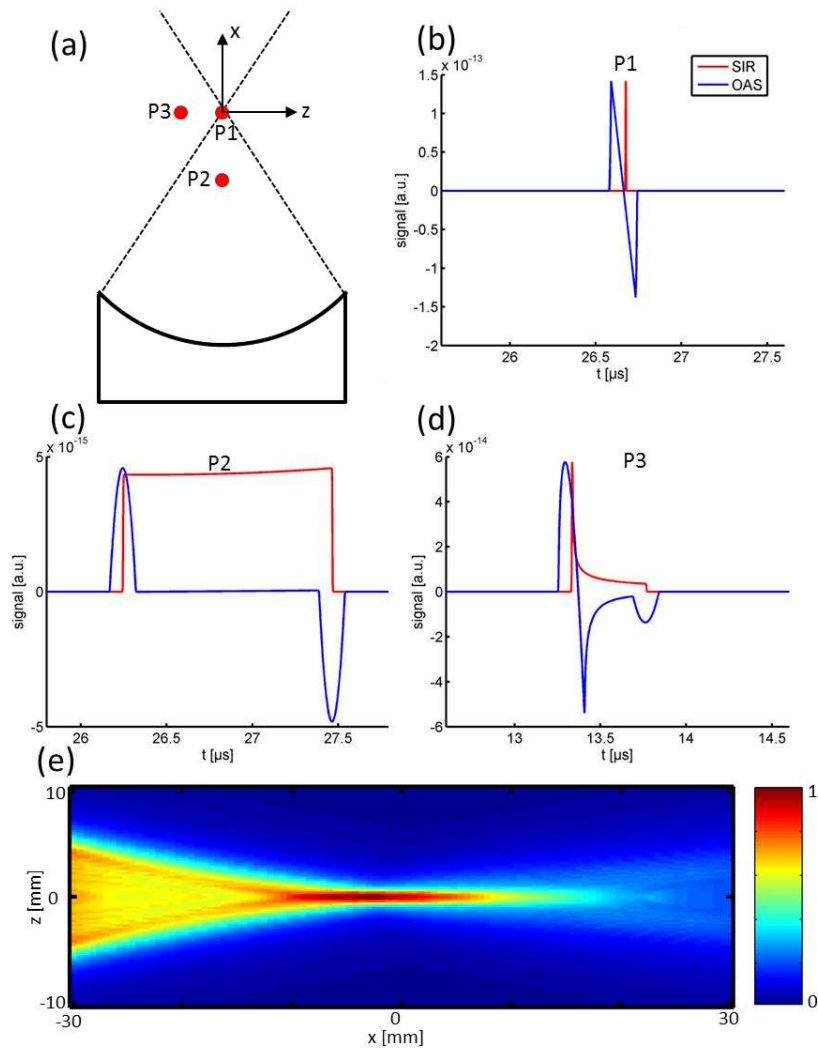 (a)
x
z
P3
P1
P2
(b)
x 10⁻¹³
P1
SIR
OAS
1.5
1
0.5
0
-0.5
-1
-1.5
-2
signal [a.u.]
26 26.5 27 27.5
t [µs]
(c)
x 10⁻¹⁵
P2
5
0
-5
signal [a.u.]
26 26.5 27 27.5
t [µs]
(d)
x 10⁻¹⁴
P3
6
4
2
0
-2
-4
-6
signal [a.u.]
13 13.5 14 14.5
t [µs]
(e)
10
0
-10
z [mm]
-30 0 30
x [mm]
1
0